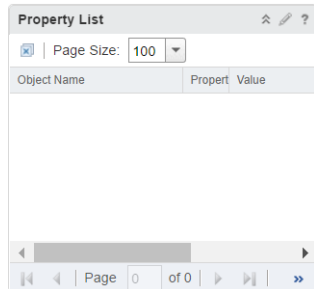 Property List ?
Page Size: 100
Object Name Propert Value
Page 0 of 0 »